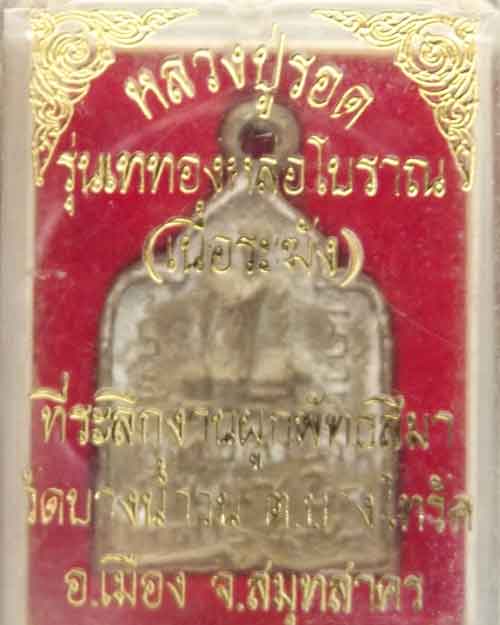 หลวงปู่รอด
รุ่นเททองหล่อโบราณ
(เนื้อระฆัง)
ที่ระลึกงานผูกพัทธสีมา
วัดบางน้ำวน ต.บางโทรัด
อ.เมือง จ.สมุทสาคร